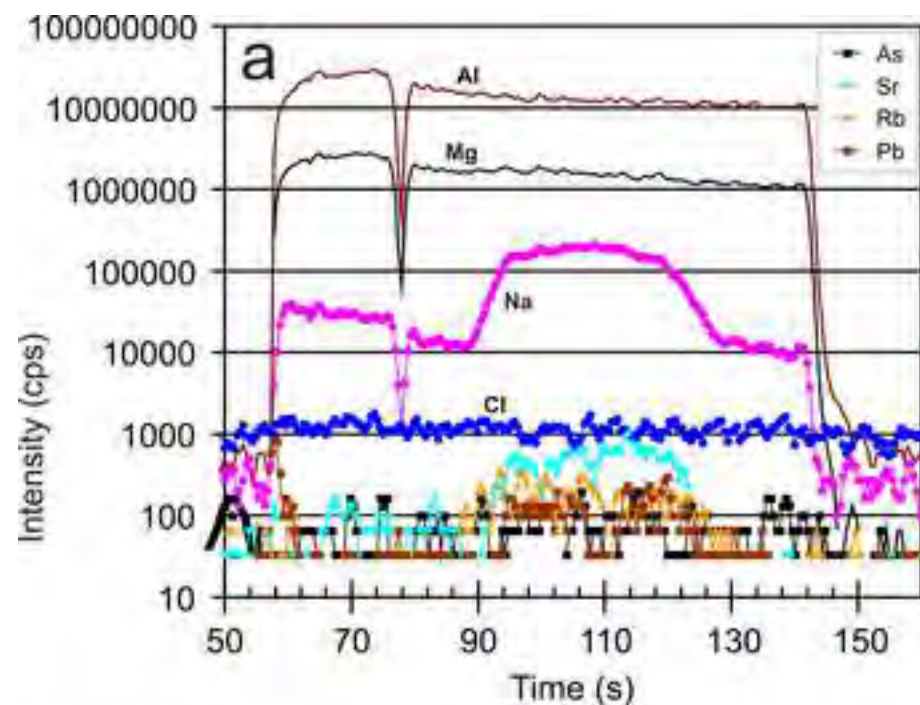 100000000
a
As
Sr
Rb
Pb
Al
10000000
Mg
1000000
100000
Na
10000
Cl
1000
100
10
Intensity (cps)
50 70 90 110 130 150
Time (s)